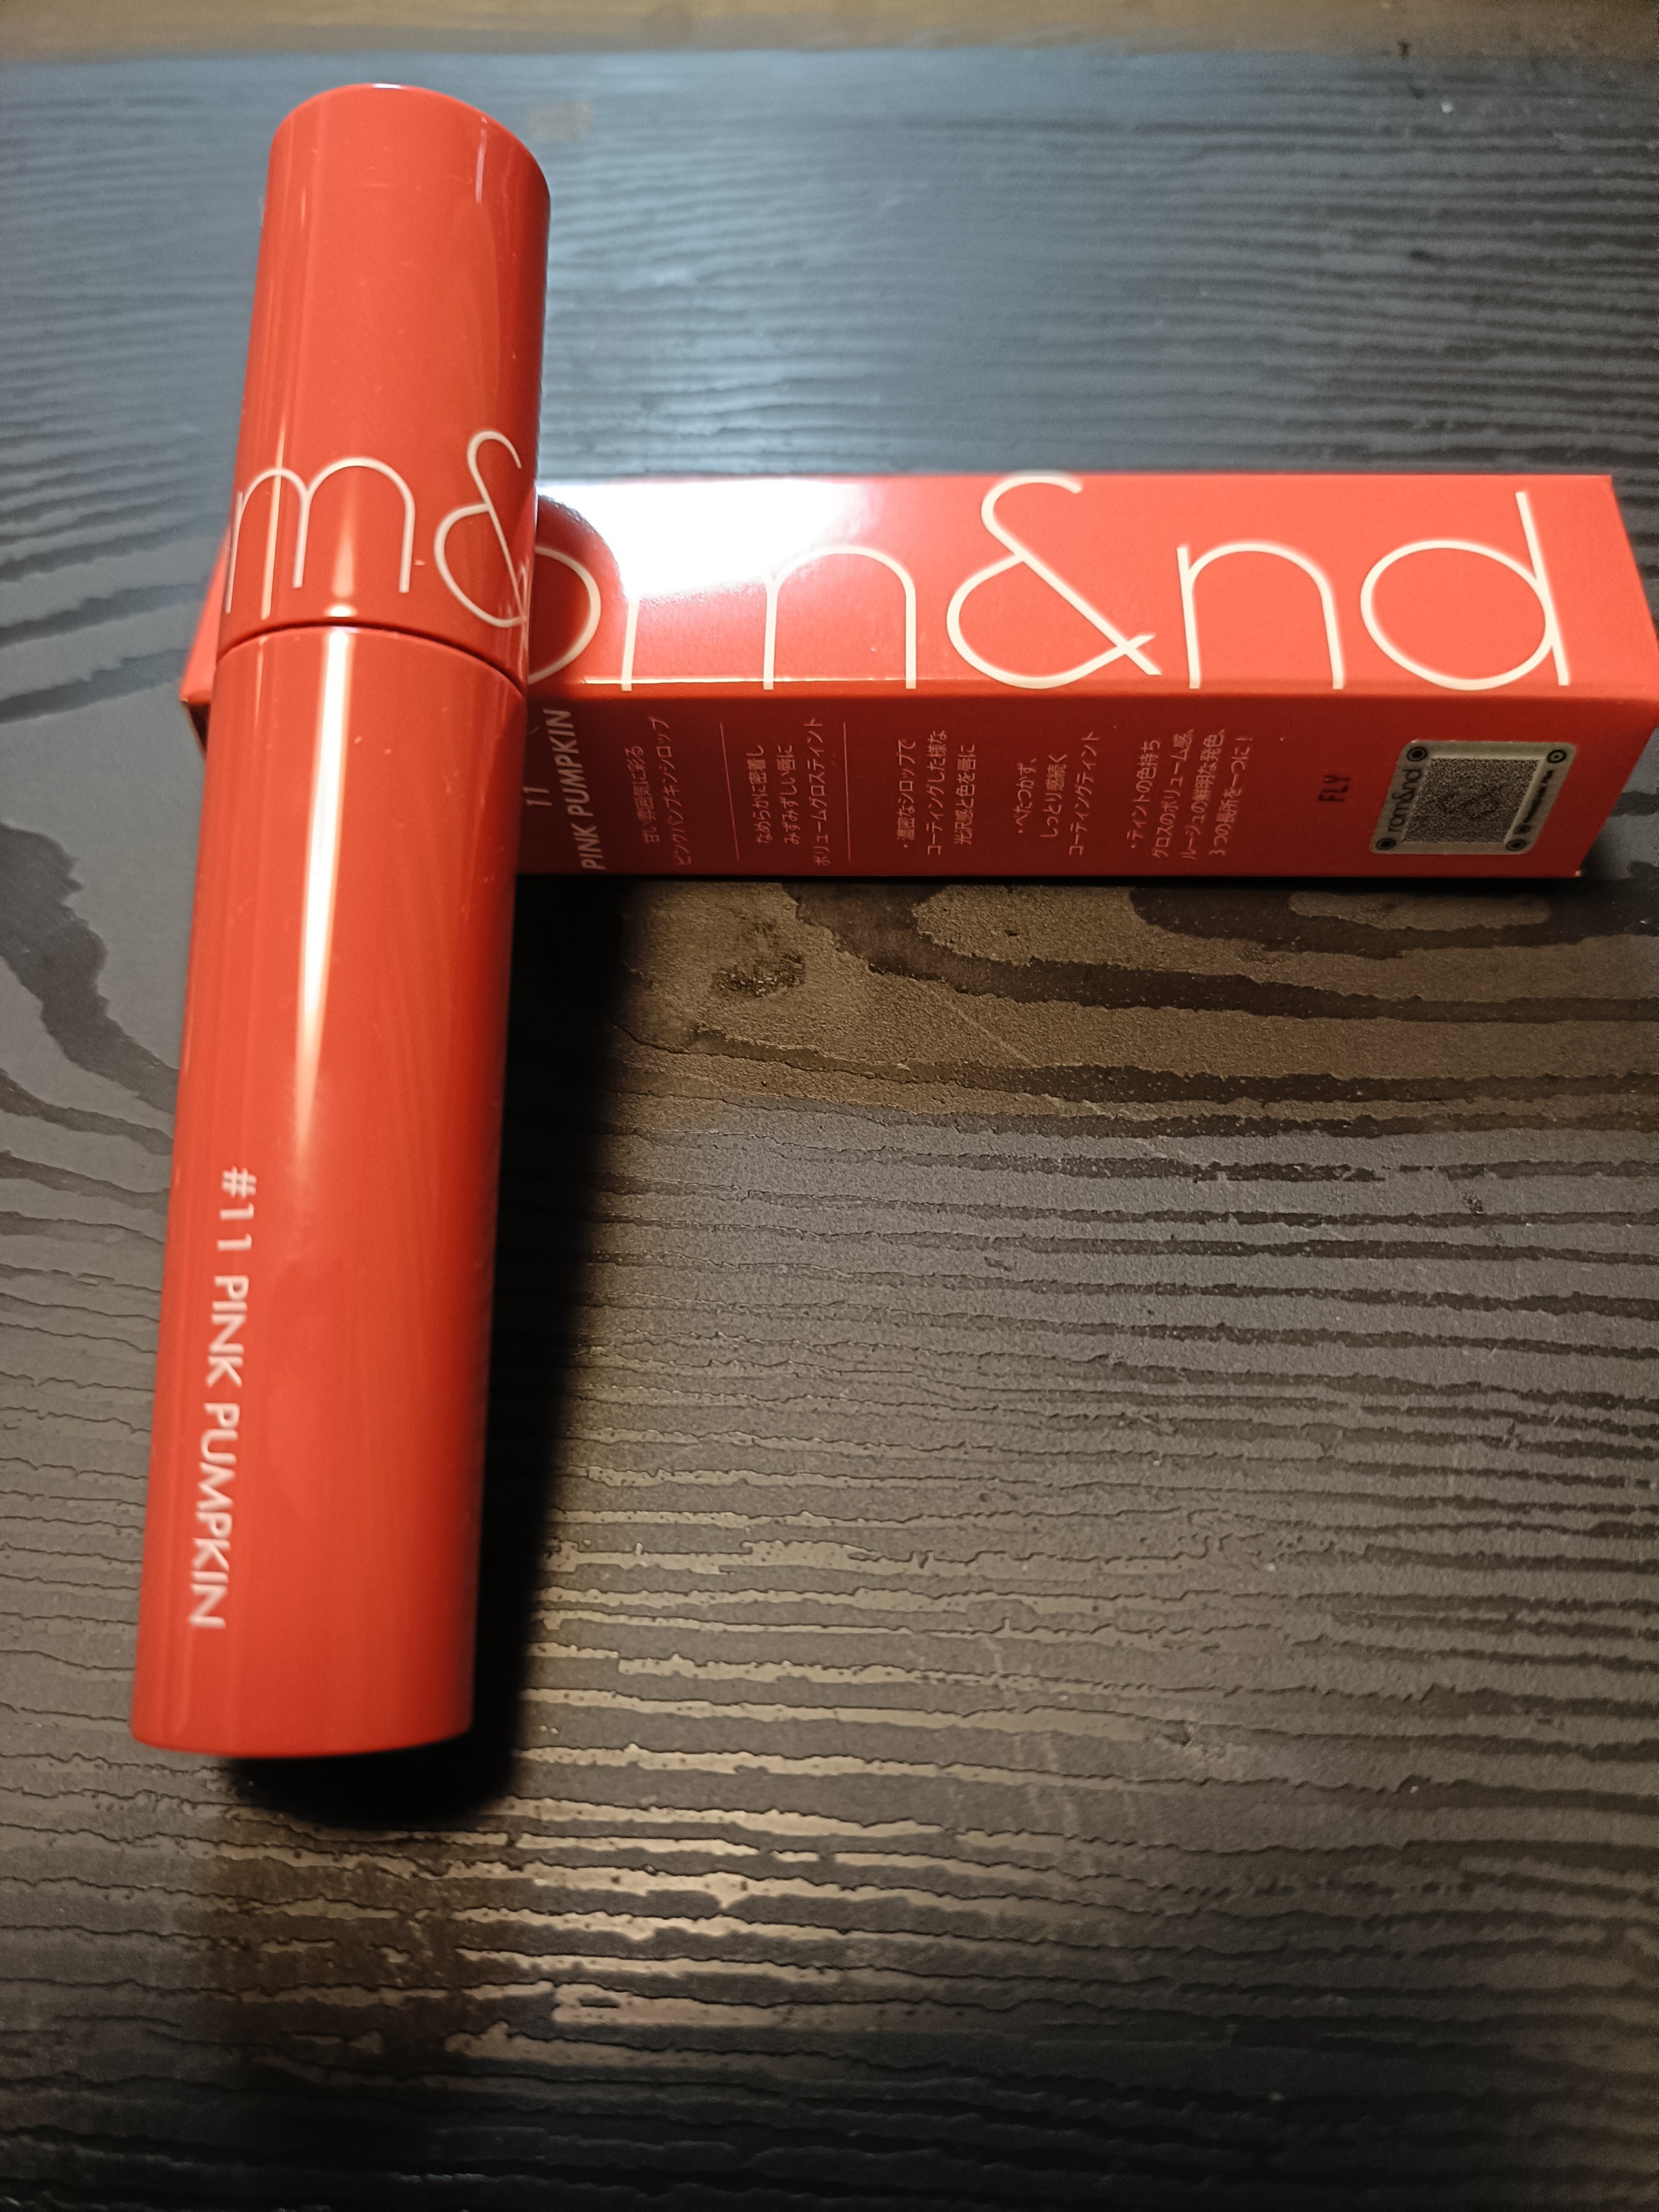 m&
#11 PINK PUMPKIN
om&nd
11
PINK PUMPKIN
甘い雰囲気に彩る
ピンクパンプキンシロップ
なめらかに密着し
みずみずしい唇に
ボリュームグロスティント
・濃密なシロップで
コーティングした様な
光沢感と色を唇に
・べたつかず、
しっとり感続く
コーティングティント
・ティントの色持ち
グロスのボリューム感、
ルージュの鮮明な発色、
3つの長所を一つに！
FLY
rom&nd